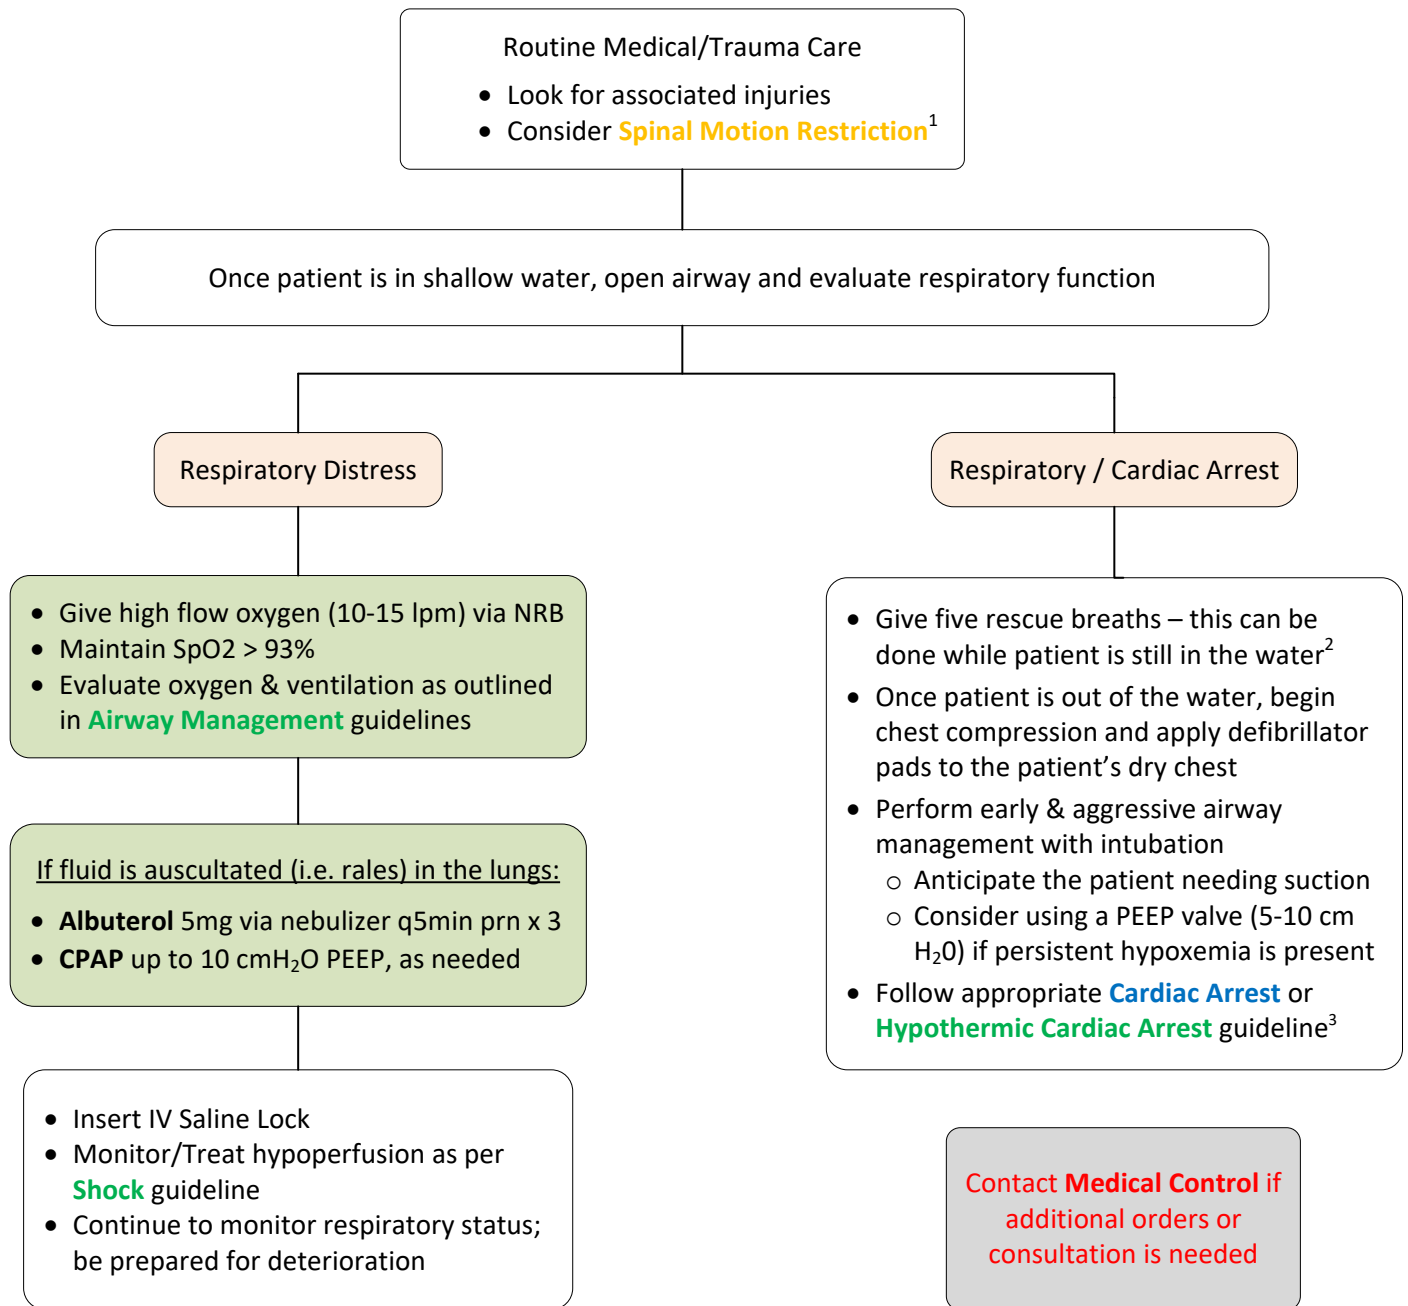 Routine Medical/Trauma Care
• Look for associated injuries
• Consider Spinal Motion Restriction1
Once patient is in shallow water, open airway and evaluate respiratory function
Respiratory Distress
• Give high flow oxygen (10-15 lpm) via NRB
• Maintain SpO2 > 93%
• Evaluate oxygen & ventilation as outlined
in Airway Management guidelines
If fluid is auscultated (i.e. rales) in the lungs:
• Albuterol 5mg via nebulizer q5min prn x 3
• CPAP up to 10 cmH2O PEEP, as needed
• Insert IV Saline Lock
• Monitor/Treat hypoperfusion as per
Shock guideline
• Continue to monitor respiratory status;
be prepared for deterioration
Respiratory / Cardiac Arrest
• Give five rescue breaths – this can be
done while patient is still in the water2
• Once patient is out of the water, begin
chest compression and apply defibrillator
pads to the patient’s dry chest
• Perform early & aggressive airway
management with intubation
o Anticipate the patient needing suction
o Consider using a PEEP valve (5-10 cm
H20) if persistent hypoxemia is present
• Follow appropriate Cardiac Arrest or
Hypothermic Cardiac Arrest guideline3
Contact Medical Control if
additional orders or
consultation is needed